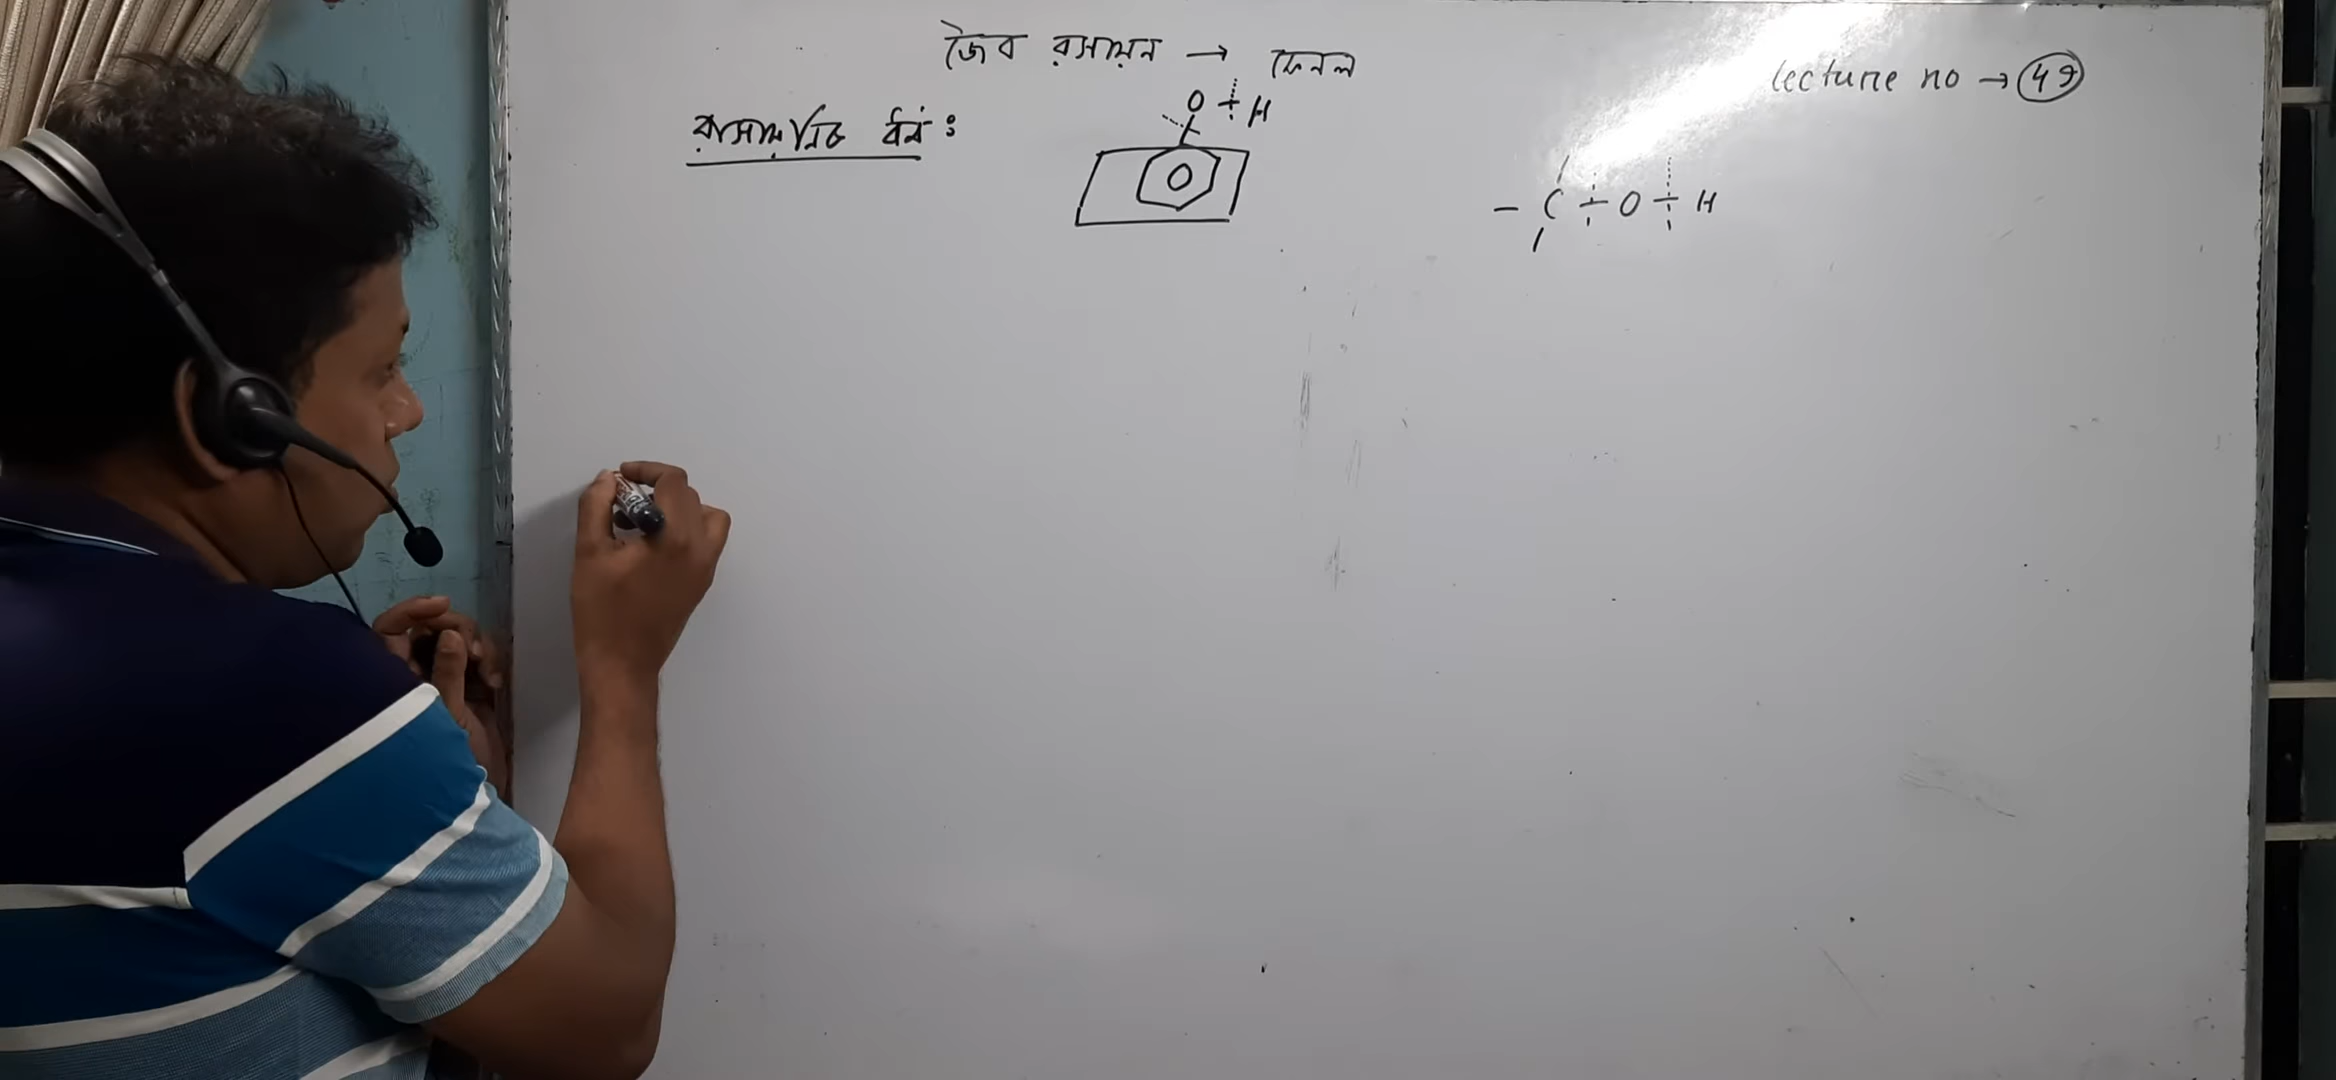 জৈব রসায়ন → ফেনল
lecture no → 49
রাসায়নিক ধর্ম :
O + H
- C + O + H